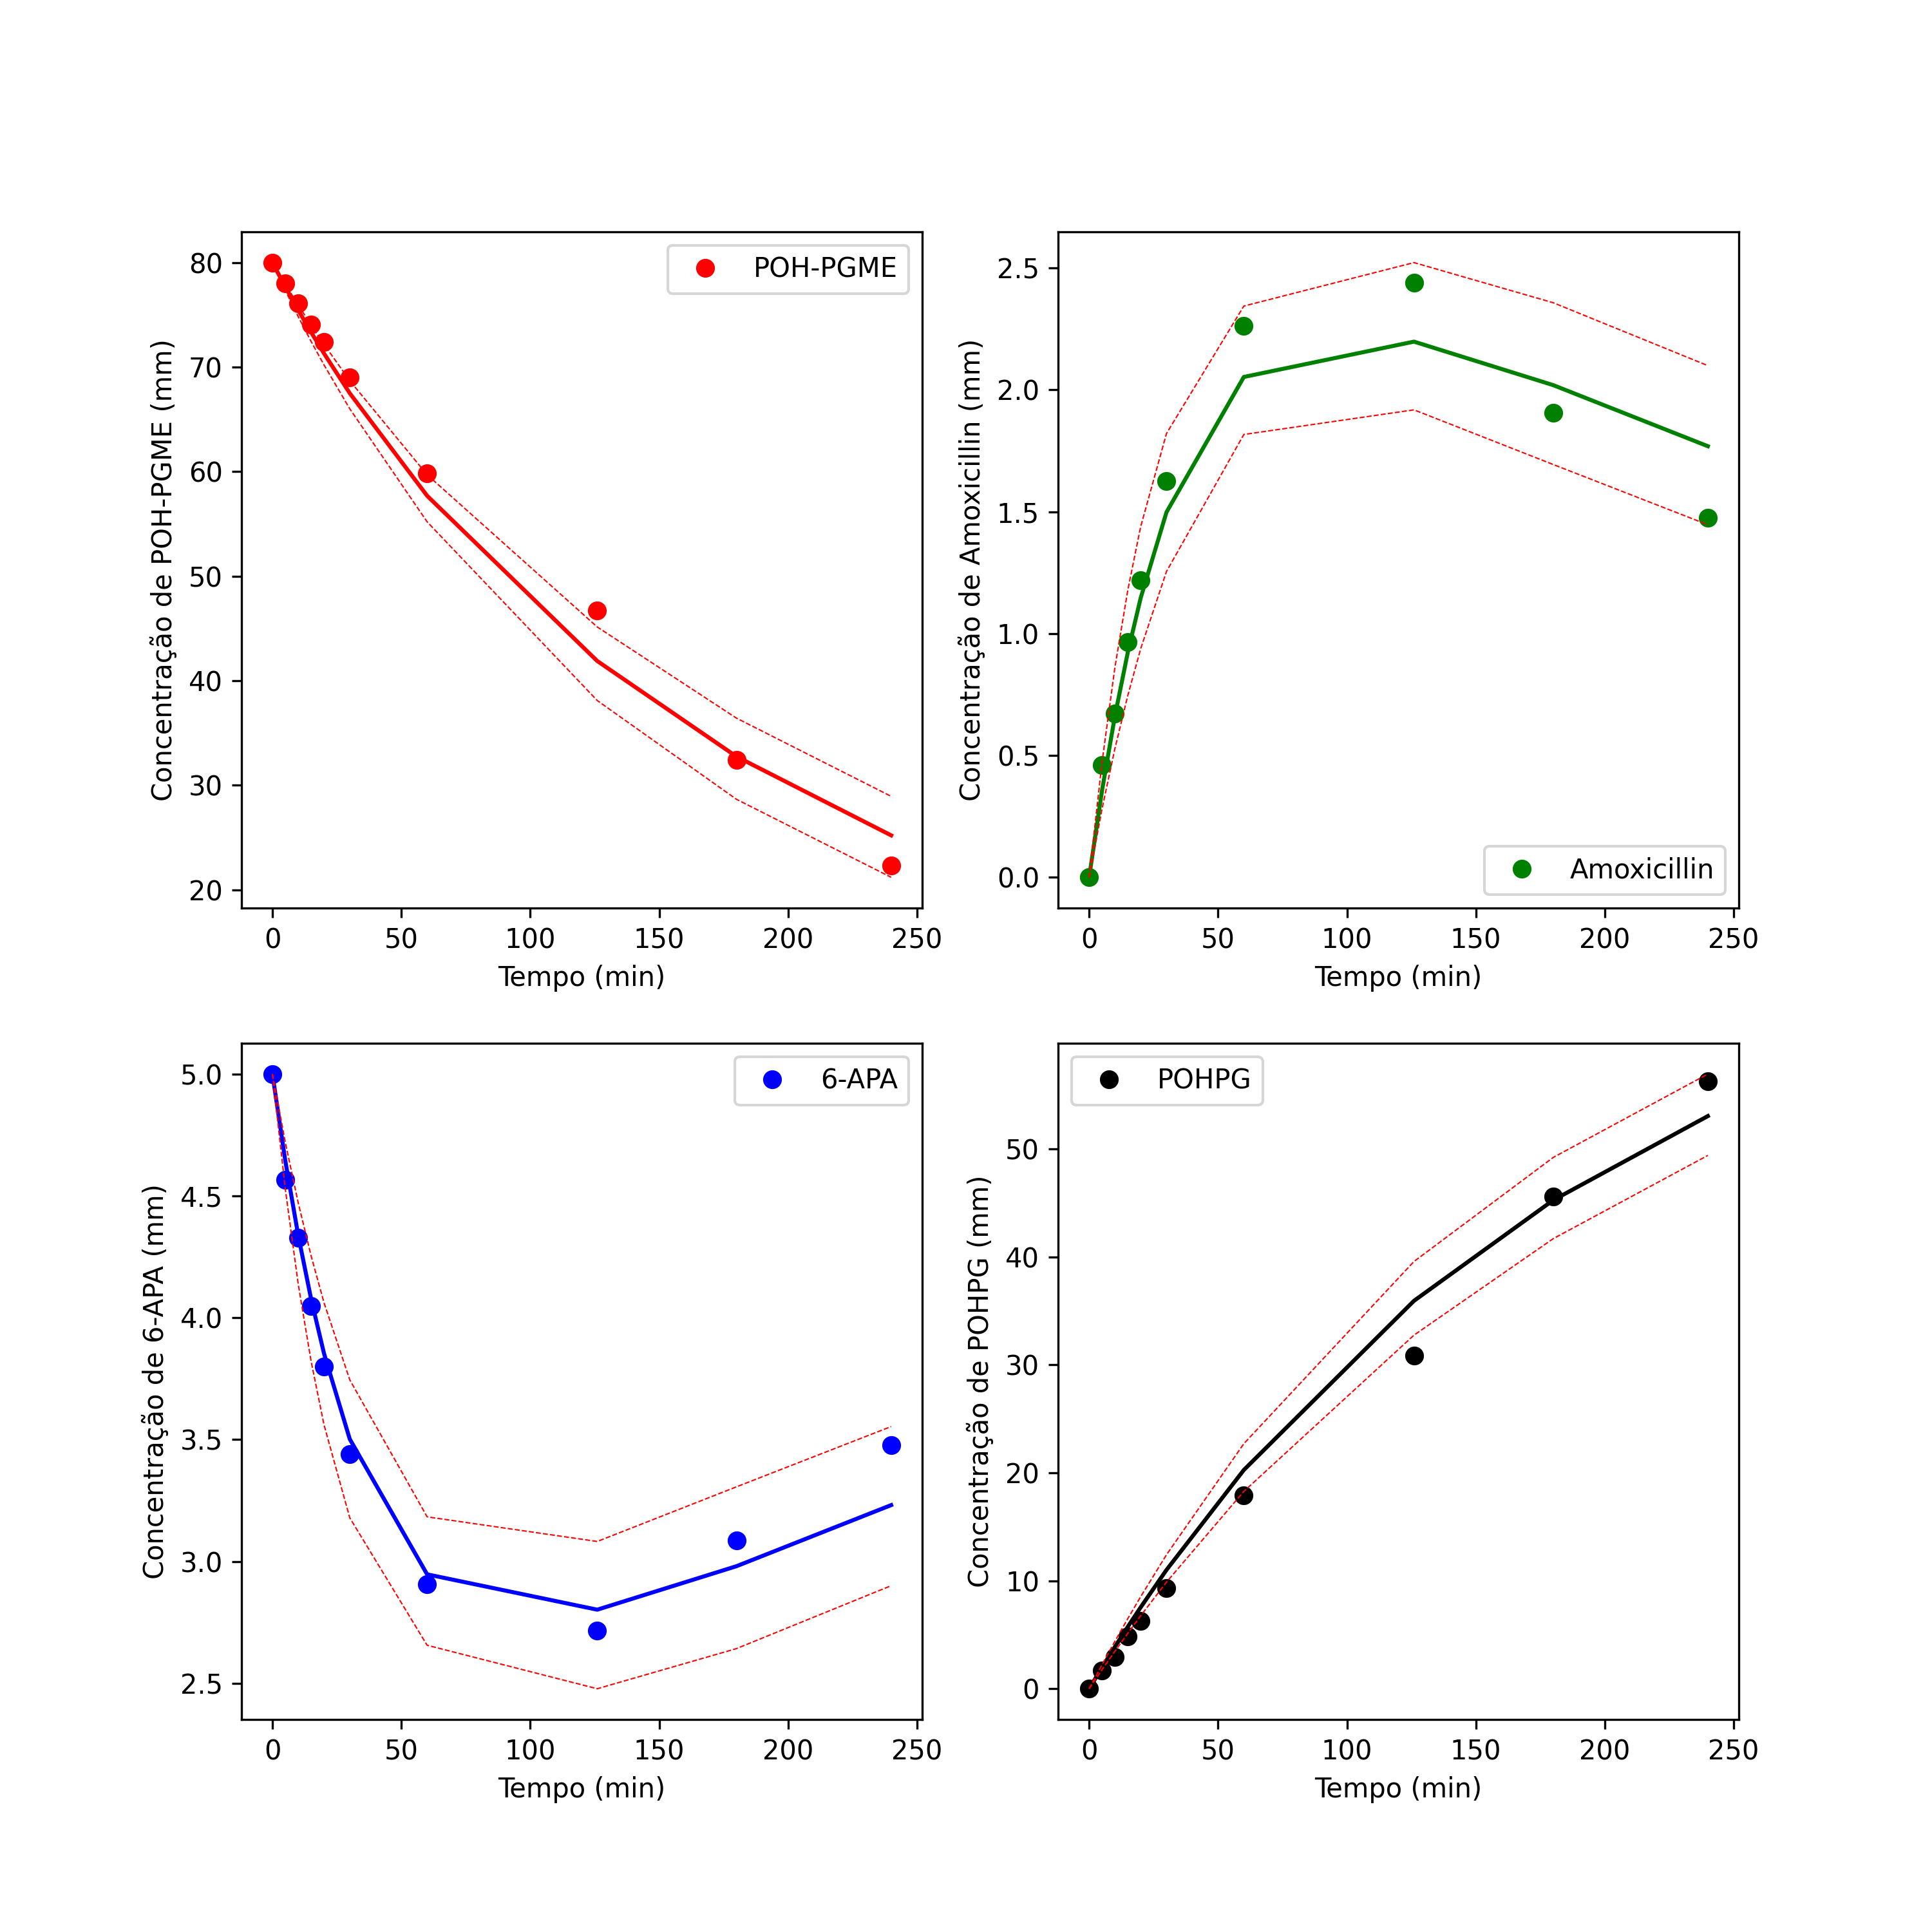 POH-PGME
Concentração de POH-PGME (mm)
80
70
60
50
40
30
20
0 50 100 150 200 250
Tempo (min)
Amoxicillin
Concentração de Amoxicillin (mm)
2.5
2.0
1.5
1.0
0.5
0.0
0 50 100 150 200 250
Tempo (min)
6-APA
Concentração de 6-APA (mm)
5.0
4.5
4.0
3.5
3.0
2.5
0 50 100 150 200 250
Tempo (min)
POHPG
Concentração de POHPG (mm)
50
40
30
20
10
0
0 50 100 150 200 250
Tempo (min)